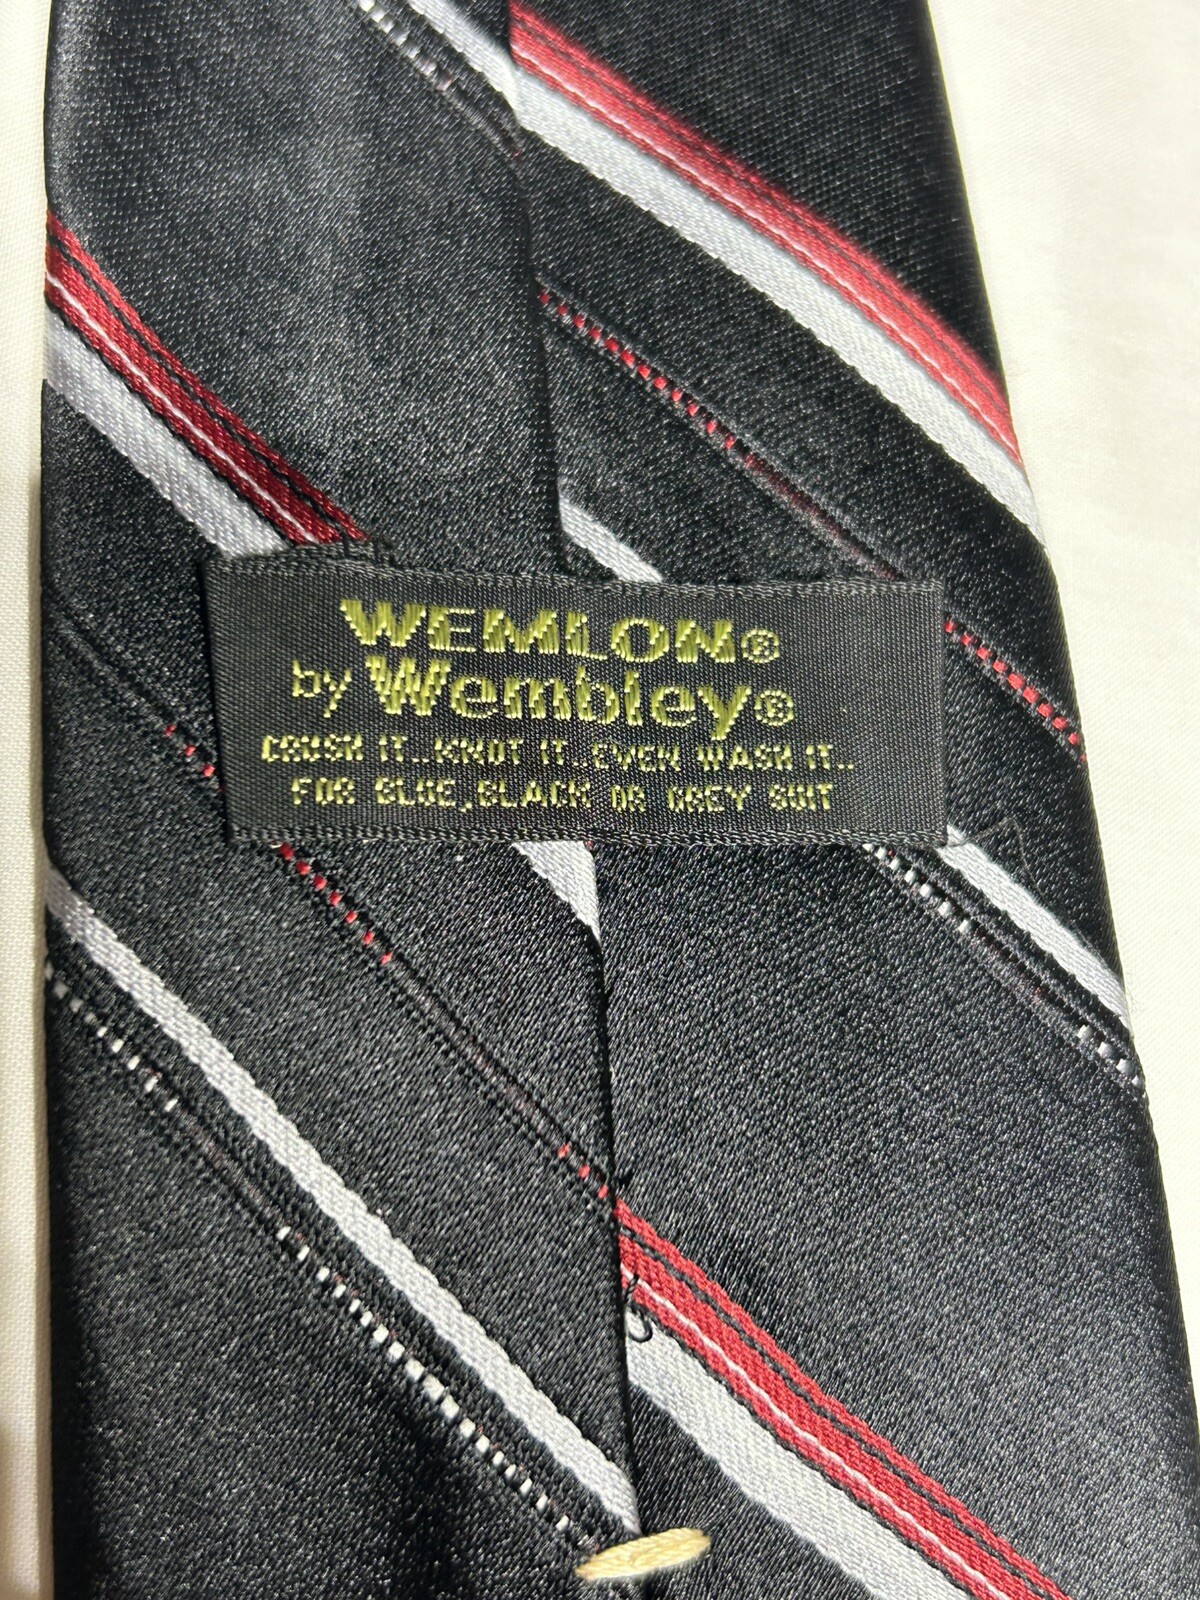 WEMLON®
by Wembley®
CRUSH IT..KNOT IT..EVEN WASH IT..
FOR BLUE,BLACK OR GREY SUIT